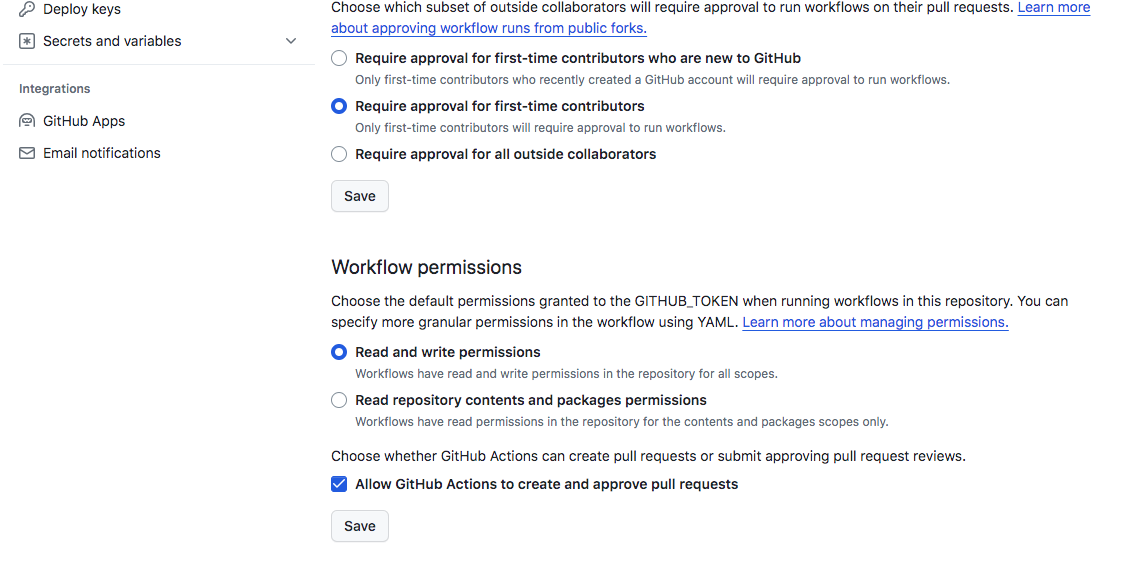 Deploy keys
Secrets and variables
Integrations
GitHub Apps
Email notifications
Choose which subset of outside collaborators will require approval to run workflows on their pull requests. Learn more
about approving workflow runs from public forks.
Require approval for first-time contributors who are new to GitHub
Only first-time contributors who recently created a GitHub account will require approval to run workflows.
Require approval for first-time contributors
Only first-time contributors will require approval to run workflows.
Require approval for all outside collaborators
Save
Workflow permissions
Choose the default permissions granted to the GITHUB_TOKEN when running workflows in this repository. You can
specify more granular permissions in the workflow using YAML. Learn more about managing permissions.
Read and write permissions
Workflows have read and write permissions in the repository for all scopes.
Read repository contents and packages permissions
Workflows have read permissions in the repository for the contents and packages scopes only.
Choose whether GitHub Actions can create pull requests or submit approving pull request reviews.
Allow GitHub Actions to create and approve pull requests
Save